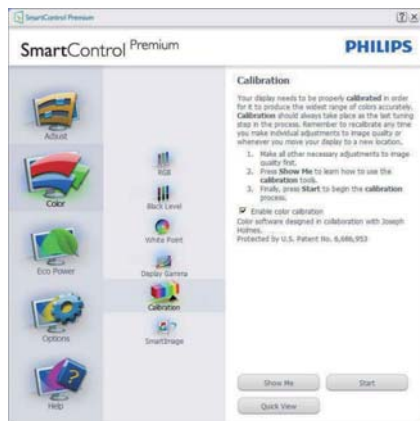 SmartControl Premium
SmartControl Premium
PHILIPS
Adjust
Color
Eco Power
Options
Help
RGB
Black Level
White Point
Display Gamma
Calibration
SmartImage
Calibration
Your display needs to be properly calibrated in order
for it to produce the widest range of colors accurately.
Calibration should always take place as the last tuning
step in the process. Remember to recalibrate any time
you make individual adjustments to image quality or
whenever you move your display to a new location.
1. Make all other necessary adjustments to image
quality first.
2. Press Show Me to learn how to use the
calibration tools.
3. Finally, press Start to begin the calibration
process.
Enable color calibration
Color software designed in collaboration with Joseph
Holmes.
Protected by U.S. Patent No. 6,686,953
Show Me
Start
Quick View